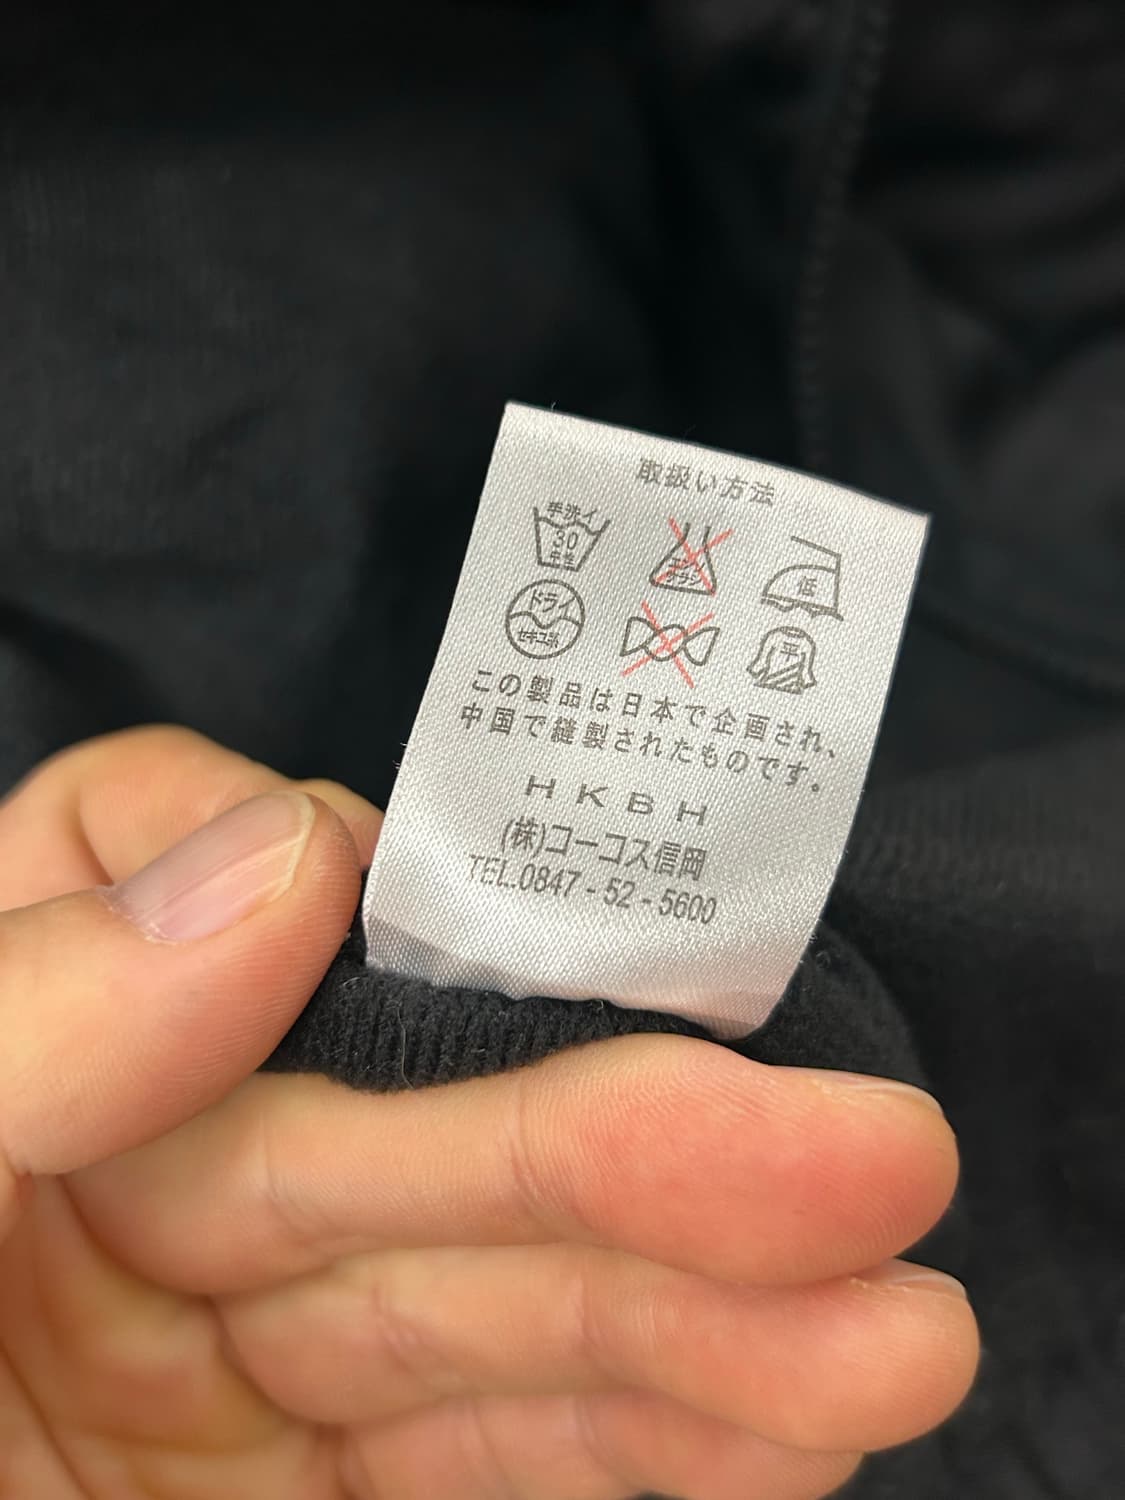 取扱い方法
手洗イ 30 中性
エンソ サラシ
低
ドライ セキユ系
平
この製品は日本で企画され、
中国で縫製されたものです。
HKBH
(株)コーコス信岡
TEL.0847-52-5600